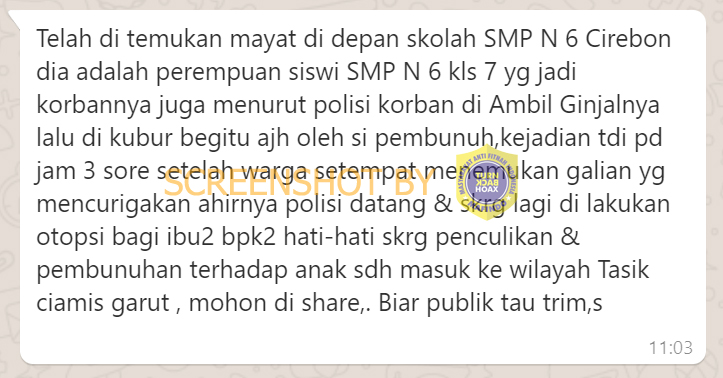 Telah di temukan mayat di depan skolah SMP N 6 Cirebon
dia adalah perempuan siswi SMP N 6 kls 7 yg jadi
korbannya juga menurut polisi korban di Ambil Ginjalnya
lalu di kubur begitu ajh oleh si pembunuh,kejadian tdi pd
jam 3 sore setelah warga setempat menemukan galian yg
SCREENSHOT BY
TURN BACK HOAX
mencurigakan ahirnya polisi datang & skrg lagi di lakukan
otopsi bagi ibu2 bpk2 hati-hati skrg penculikan &
pembunuhan terhadap anak sdh masuk ke wilayah Tasik
ciamis garut , mohon di share,. Biar publik tau trim,s
11:03